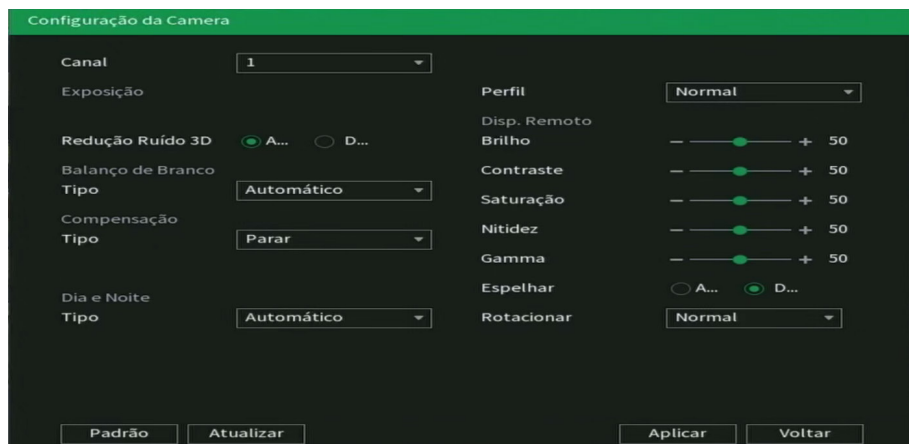 Configuração da Camera
Canal
1
Exposição
Redução Ruído 3D
A...
D...
Balanço de Branco
Tipo
Automático
Compensação
Tipo
Parar
Dia e Noite
Tipo
Automático
Perfil
Normal
Disp. Remoto
Brilho
50
Contraste
50
Saturação
50
Nitidez
50
Gamma
50
Espelhar
A...
D...
Rotacionar
Normal
Padrão
Atualizar
Aplicar
Voltar